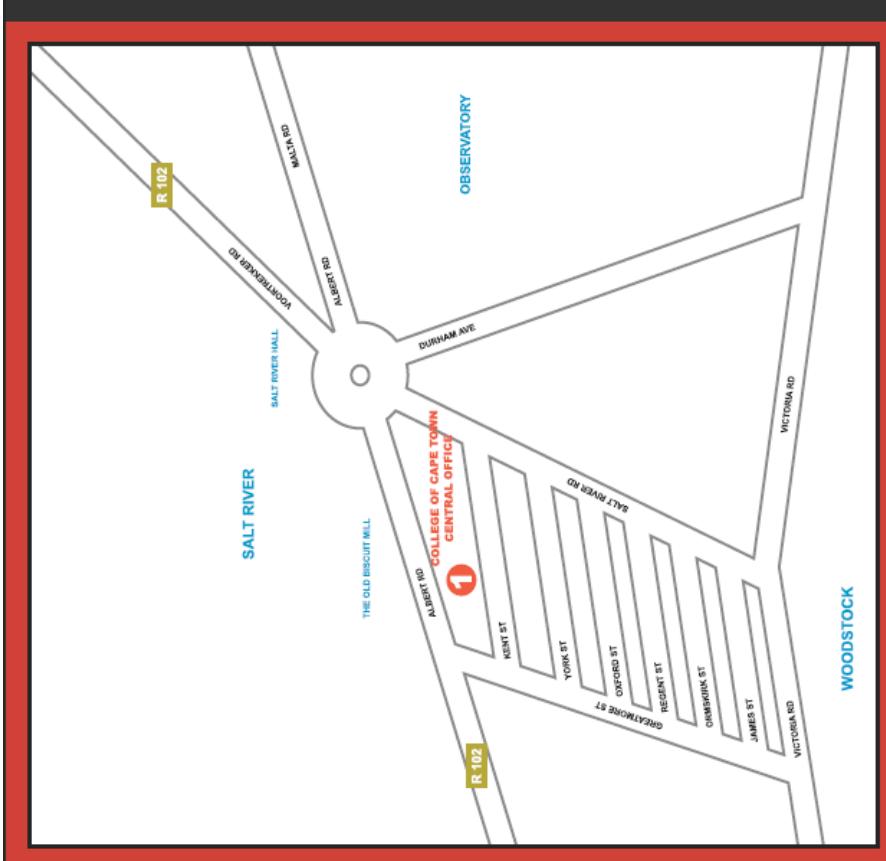 R 102
MALTA RD
OBSERVATORY
VOORTREKKER RD
ALBERT RD
DURHAM AVE
SALT RIVER HALL
VICTORIA RD
COLLEGE OF CAPE TOWN
CENTRAL OFFICE
SALT RIVER
SALT RIVER RD
THE OLD BISCUIT MILL
ALBERT RD
1
KENT ST
YORK ST
OXFORD ST
REGENT ST
ORMSKIRK ST
JAMES ST
VICTORIA RD
GREATMORE ST
WOODSTOCK
R 102